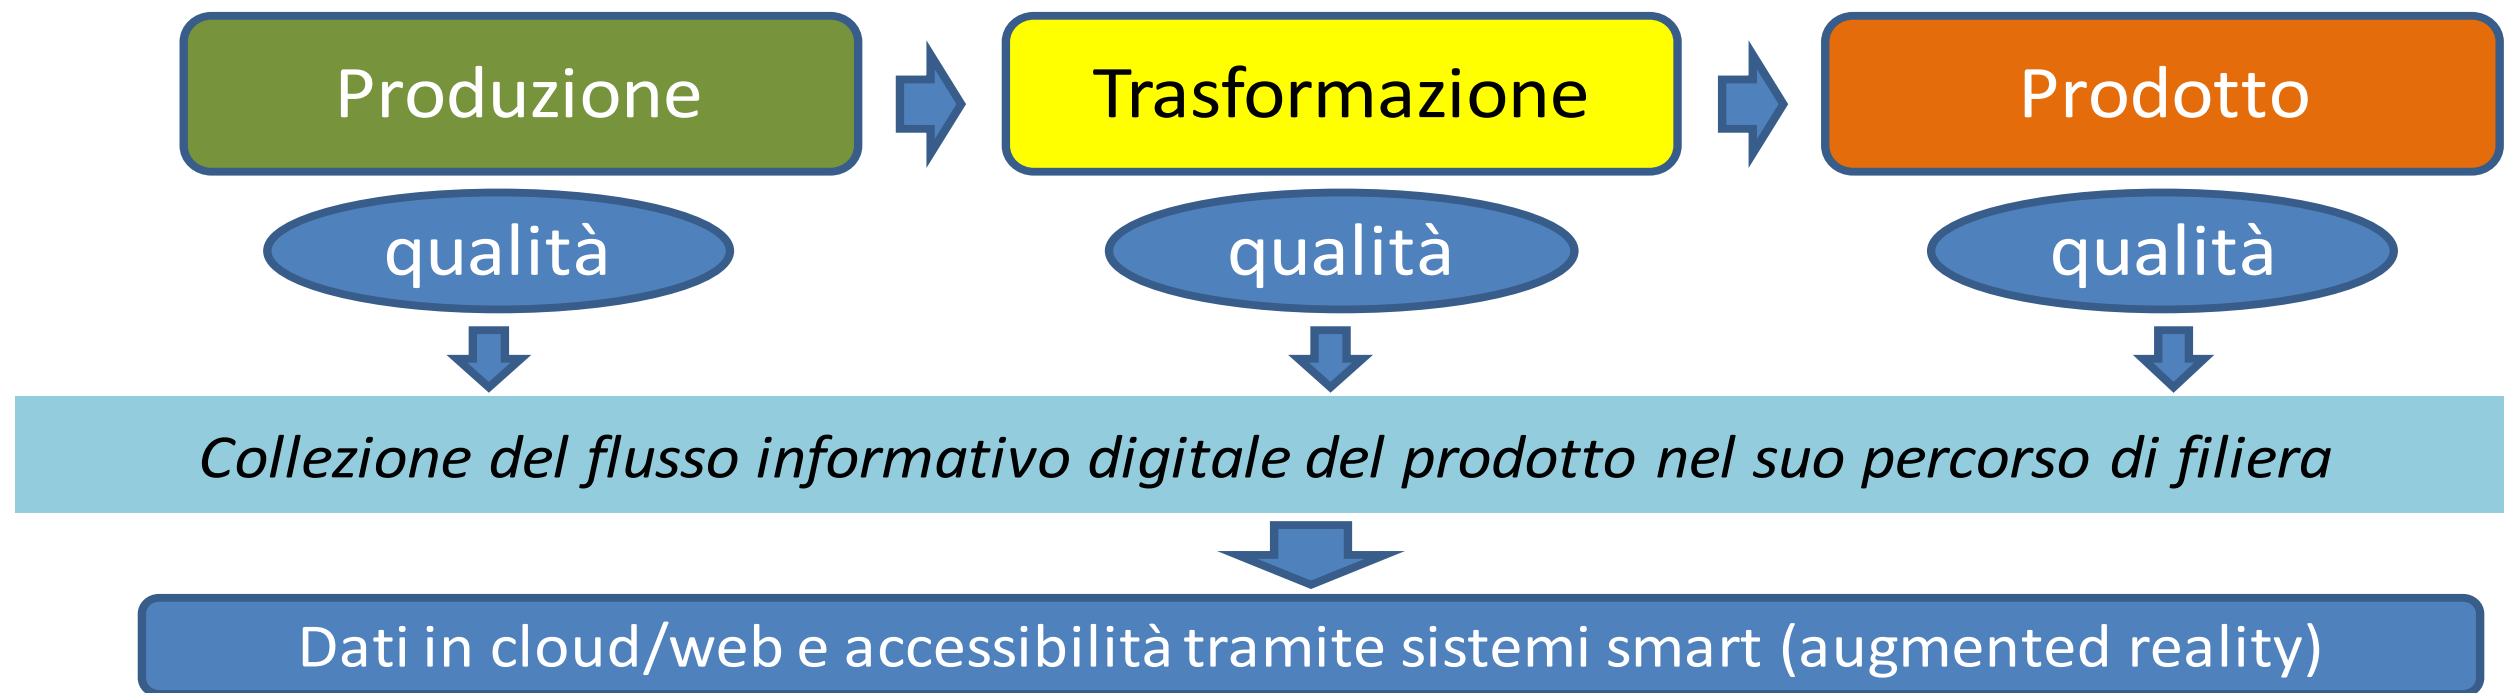 Produzione
Trasformazione
Prodotto
qualità
qualità
qualità
Collezione del flusso informativo digitale del prodotto nel suo percorso di filiera
Dati in cloud/web e accessibilità tramite sistemi smart (augmented reality)